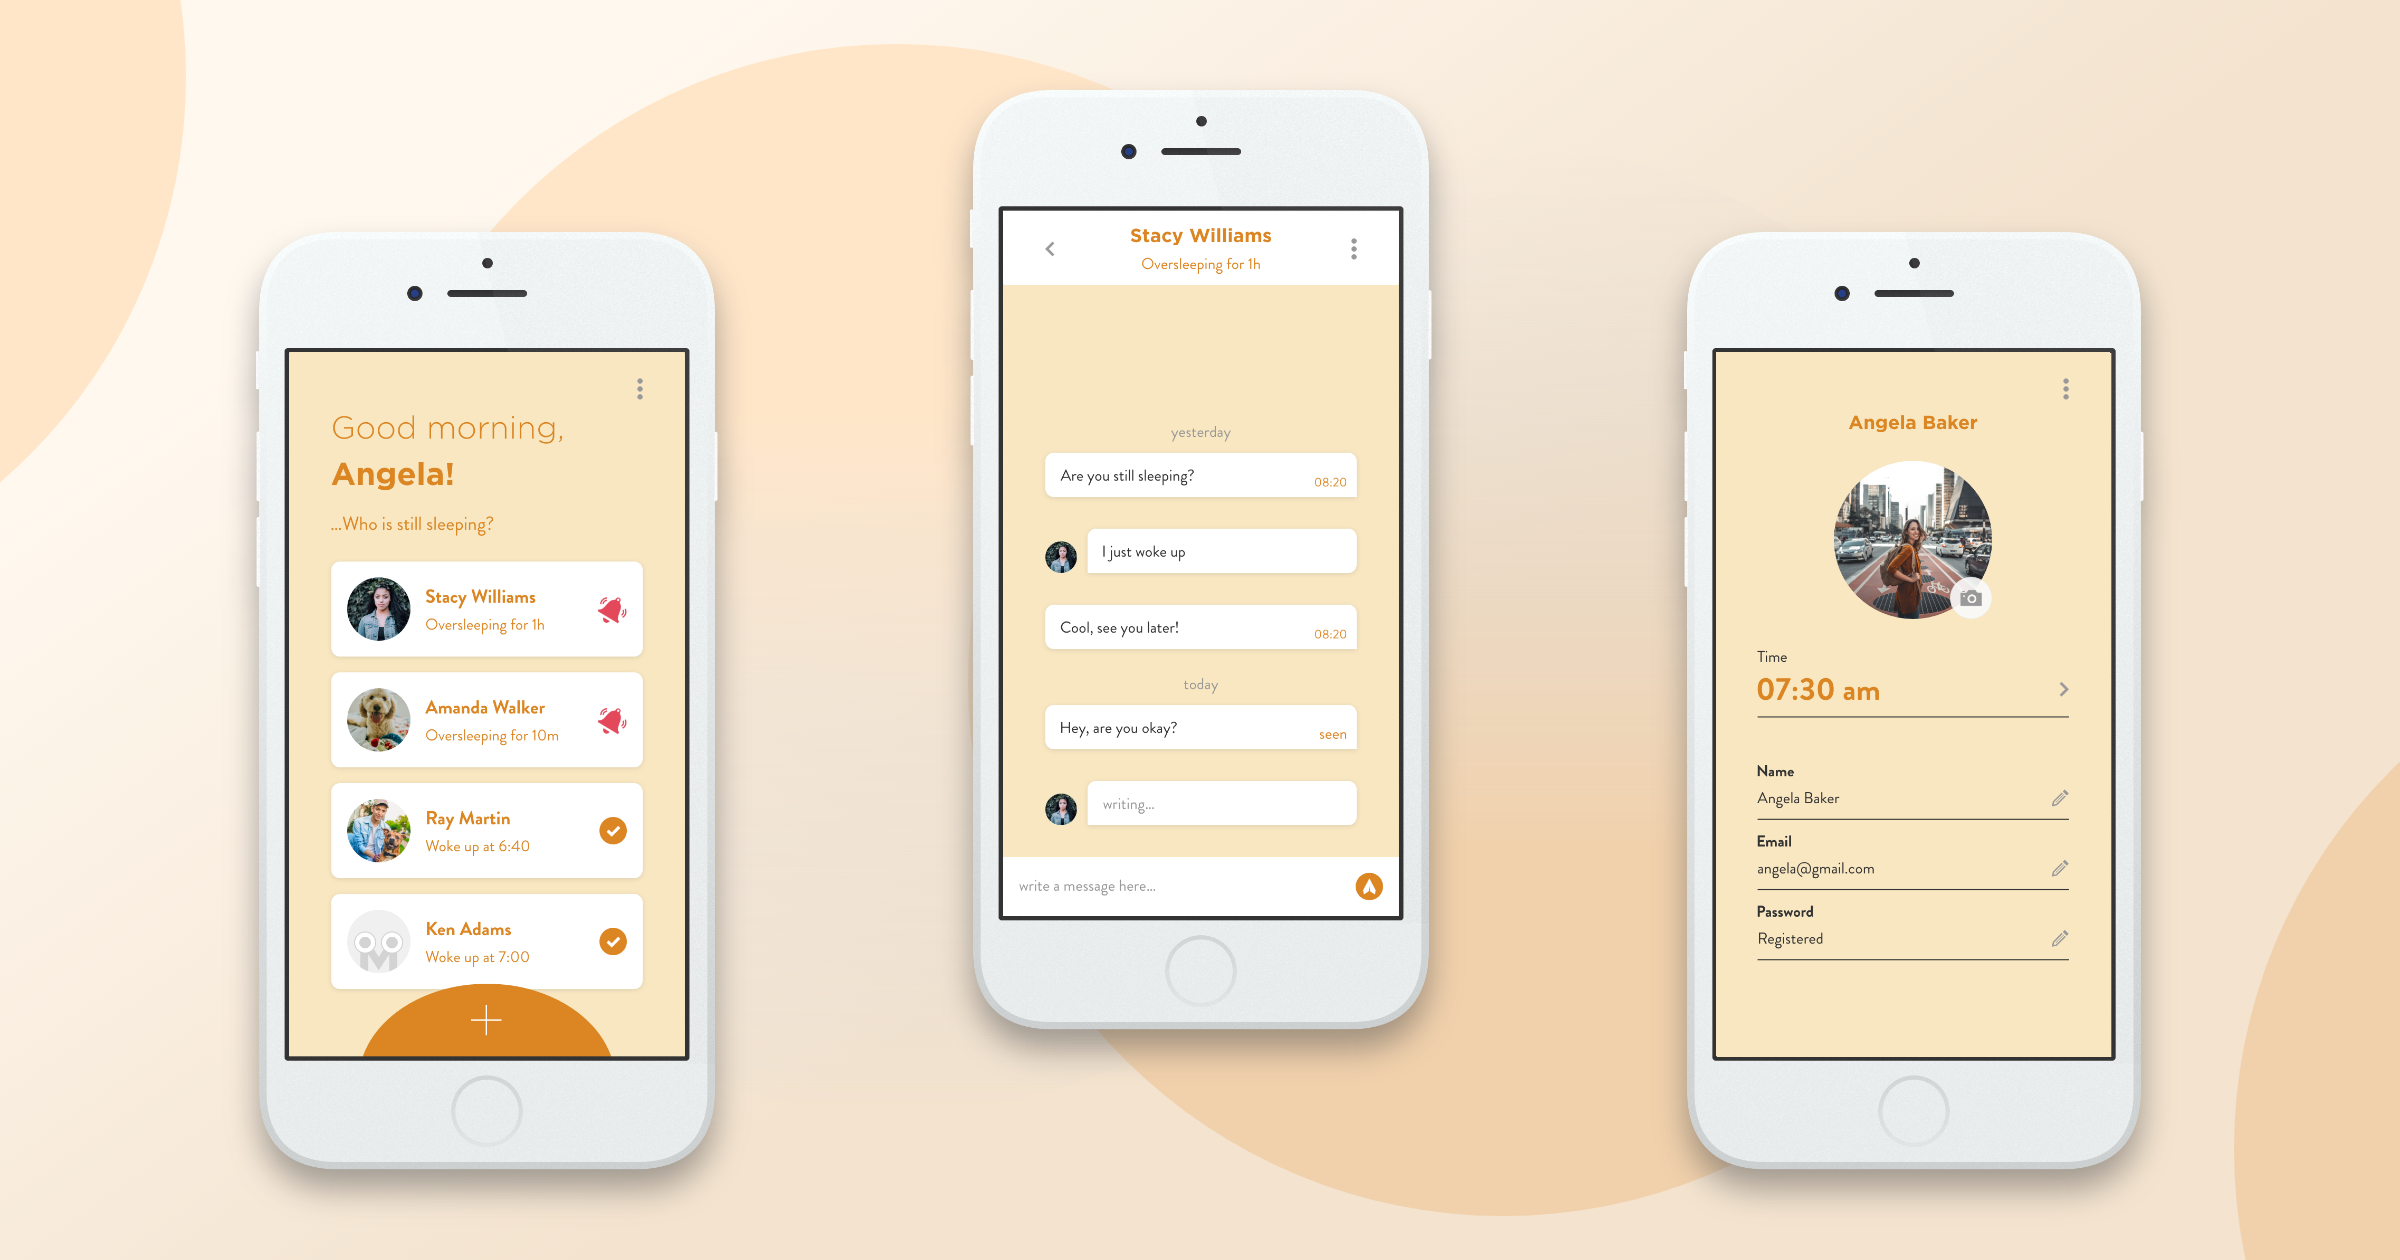 Good morning,
Angela!
...Who is still sleeping?
Stacy Williams
Oversleeping for 1h
Amanda Walker
Oversleeping for 10m
Ray Martin
Woke up at 6:40
Ken Adams
Woke up at 7:00
Stacy Williams
Oversleeping for 1h
yesterday
Are you still sleeping?
08:20
I just woke up
Cool, see you later!
08:20
today
Hey, are you okay?
seen
writing...
write a message here...
Angela Baker
Time
07:30 am
Name
Angela Baker
Email
angela@gmail.com
Password
Registered